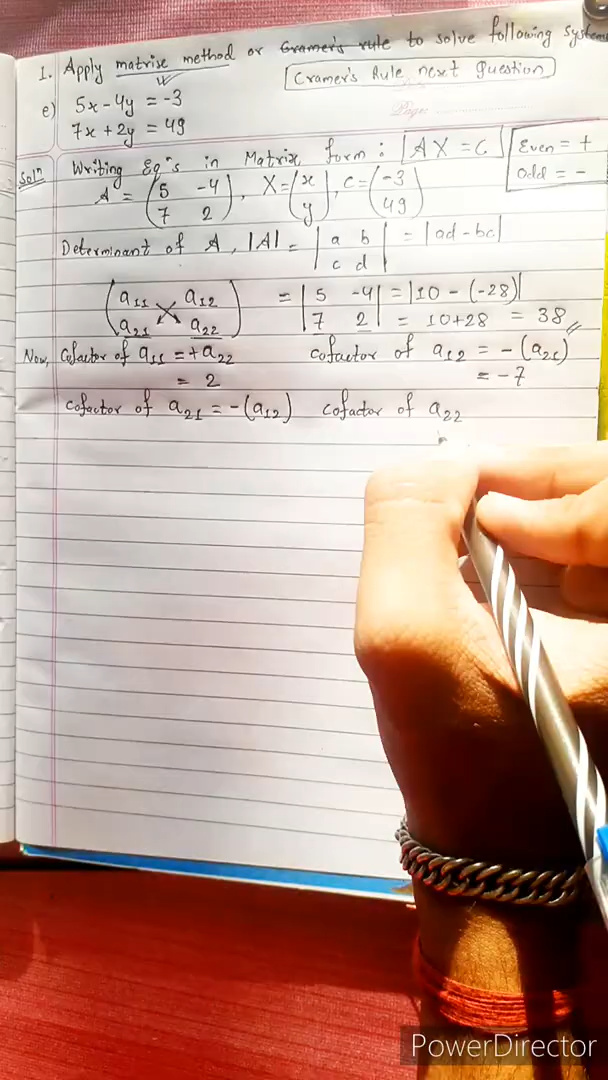 1. Apply matrix method or Cramer's rule to solve following system
Cramer's Rule next Question
e) 5x - 4y = -3
7x + 2y = 49
Page:
Solⁿ Writing Eqⁿs in Matrix form: AX = C
Even = +
Odd = -
A = (5 -4 / 7 2), X = (x / y), C = (-3 / 49)
Determinant of A, |A| = |a b / c d| = |ad - bc|
(a11 a12 / a21 a22) = |5 -4 / 7 2| = |10 - (-28)|
= 10+28 = 38
Now, Cofactor of a11 = +a22 cofactor of a12 = -(a21)
= 2 = -7
cofactor of a21 = -(a12) cofactor of a22
PowerDirector